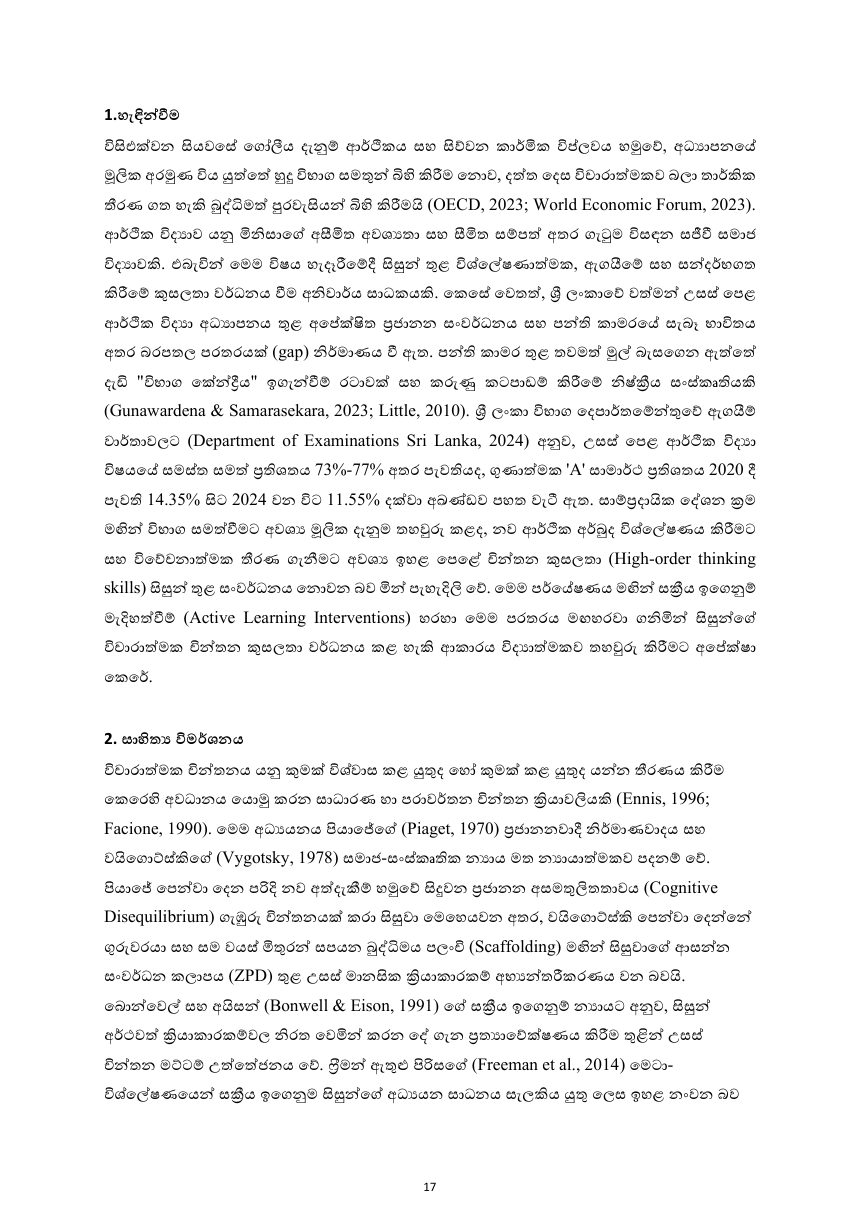 1.හැඳින්වීම
විසිඑක්වන සියවසේ ගෝලීය දැනුම් ආර්ථිකය සහ සිව්වන කාර්මික විප්ලවය හමුවේ, අධ්‍යාපනයේ
මූලික අරමුණ විය යුත්තේ හුදු විභාග සමතුන් බිහි කිරීම නොව, දත්ත දෙස විචාරාත්මකව බලා තාර්කික
තීරණ ගත හැකි බුද්ධිමත් පුරවැසියන් බිහි කිරීමයි (OECD, 2023; World Economic Forum, 2023).
ආර්ථික විද්‍යාව යනු මිනිසාගේ අසීමිත අවශ්‍යතා සහ සීමිත සම්පත් අතර ගැටුම විසඳන සජීවී සමාජ
විද්‍යාවකි. එබැවින් මෙම විෂය හැදෑරීමේදී සිසුන් තුළ විශ්ලේෂණාත්මක, ඇගයීමේ සහ සන්දර්භගත
කිරීමේ කුසලතා වර්ධනය වීම අනිවාර්ය සාධකයකි. කෙසේ වෙතත්, ශ්‍රී ලංකාවේ වත්මන් උසස් පෙළ
ආර්ථික විද්‍යා අධ්‍යාපනය තුළ අපේක්ෂිත ප්‍රජානන සංවර්ධනය සහ පන්ති කාමරයේ සැබෑ භාවිතය
අතර බරපතල පරතරයක් (gap) නිර්මාණය වී ඇත. පන්ති කාමර තුළ තවමත් මුල් බැසගෙන ඇත්තේ
දැඩි "විභාග කේන්ද්‍රීය" ඉගැන්වීම් රටාවක් සහ කරුණු කටපාඩම් කිරීමේ නිෂ්ක්‍රීය සංස්කෘතියකි
(Gunawardena & Samarasekara, 2023; Little, 2010). ශ්‍රී ලංකා විභාග දෙපාර්තමේන්තුවේ ඇගයීම්
වාර්තාවලට (Department of Examinations Sri Lanka, 2024) අනුව, උසස් පෙළ ආර්ථික විද්‍යා
විෂයයේ සමස්ත සමත් ප්‍රතිශතය 73%-77% අතර පැවතියද, ගුණාත්මක 'A' සාමාර්ථ ප්‍රතිශතය 2020 දී
පැවති 14.35% සිට 2024 වන විට 11.55% දක්වා අඛණ්ඩව පහත වැටී ඇත. සාම්ප්‍රදායික දේශන ක්‍රම
මඟින් විභාග සමත්වීමට අවශ්‍ය මූලික දැනුම තහවුරු කළද, නව ආර්ථික අර්බුද විශ්ලේෂණය කිරීමට
සහ විවේචනාත්මක තීරණ ගැනීමට අවශ්‍ය ඉහළ පෙළේ චින්තන කුසලතා (High-order thinking
skills) සිසුන් තුළ සංවර්ධනය නොවන බව මින් පැහැදිලි වේ. මෙම පර්යේෂණය මඟින් සක්‍රීය ඉගෙනුම්
මැදිහත්වීම් (Active Learning Interventions) හරහා මෙම පරතරය මඟහරවා ගනිමින් සිසුන්ගේ
විචාරාත්මක චින්තන කුසලතා වර්ධනය කළ හැකි ආකාරය විද්‍යාත්මකව තහවුරු කිරීමට අපේක්ෂා
කෙරේ.
2. සාහිත්‍ය විමර්ශනය
විචාරාත්මක චින්තනය යනු කුමක් විශ්වාස කළ යුතුද හෝ කුමක් කළ යුතුද යන්න තීරණය කිරීම
කෙරෙහි අවධානය යොමු කරන සාධාරණ හා පරාවර්තන චින්තන ක්‍රියාවලියකි (Ennis, 1996;
Facione, 1990). මෙම අධ්‍යයනය පියාජේගේ (Piaget, 1970) ප්‍රජානනවාදී නිර්මාණවාදය සහ
වයිගොට්ස්කිගේ (Vygotsky, 1978) සමාජ-සංස්කෘතික න්‍යාය මත න්‍යායාත්මකව පදනම් වේ.
පියාජේ පෙන්වා දෙන පරිදි නව අත්දැකීම් හමුවේ සිදුවන ප්‍රජානන අසමතුලිතතාවය (Cognitive
Disequilibrium) ගැඹුරු චින්තනයක් කරා සිසුවා මෙහෙයවන අතර, වයිගොට්ස්කි පෙන්වා දෙන්නේ
ගුරුවරයා සහ සම වයස් මිතුරන් සපයන බුද්ධිමය පලංචි (Scaffolding) මඟින් සිසුවාගේ ආසන්න
සංවර්ධන කලාපය (ZPD) තුළ උසස් මානසික ක්‍රියාකාරකම් අභ්‍යන්තරීකරණය වන බවයි.
බොන්වෙල් සහ අයිසන් (Bonwell & Eison, 1991) ගේ සක්‍රීය ඉගෙනුම් න්‍යායට අනුව, සිසුන්
අර්ථවත් ක්‍රියාකාරකම්වල නිරත වෙමින් කරන දේ ගැන ප්‍රත්‍යාවේක්ෂණය කිරීම තුළින් උසස්
චින්තන මට්ටම් උත්තේජනය වේ. ෆ්‍රීමන් ඇතුළු පිරිසගේ (Freeman et al., 2014) මෙටා-
විශ්ලේෂණයෙන් සක්‍රීය ඉගෙනුම සිසුන්ගේ අධ්‍යයන සාධනය සැලකිය යුතු ලෙස ඉහළ නංවන බව
17